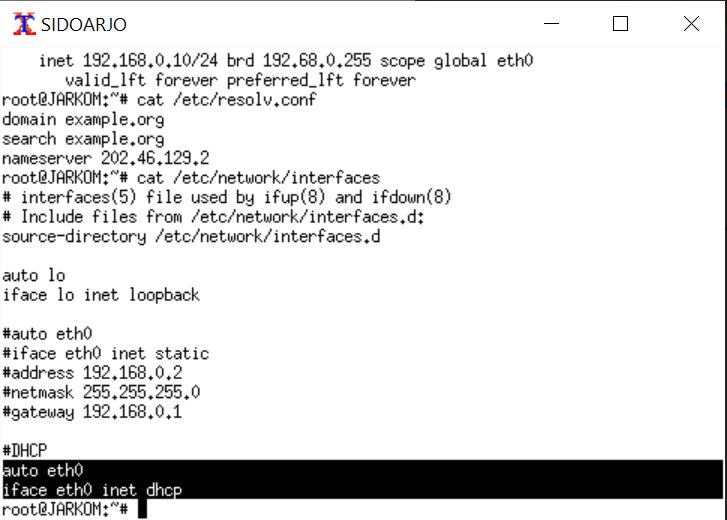 SIDOARJO
inet 192.168.0.10/24 brd 192.68.0.255 scope global eth0
valid_lft forever preferred_lft forever
root@JARKOM:~# cat /etc/resolv.conf
domain example.org
search example.org
nameserver 202.46.129.2
root@JARKOM:~# cat /etc/network/interfaces
# interfaces(5) file used by ifup(8) and ifdown(8)
# Include files from /etc/network/interfaces.d:
source-directory /etc/network/interfaces.d
auto lo
iface lo inet loopback
#auto eth0
#iface eth0 inet static
#address 192.168.0.2
#netmask 255.255.255.0
#gateway 192.168.0.1
#DHCP
auto eth0
iface eth0 inet dhcp
root@JARKOM:~#